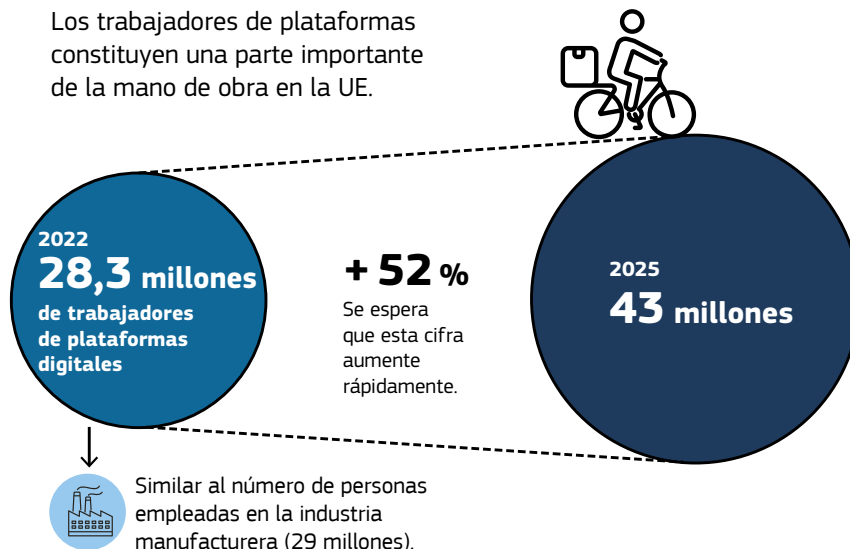 Los trabajadores de plataformas
constituyen una parte importante
de la mano de obra en la UE.
2022
28,3 millones
de trabajadores
de plataformas
digitales
+ 52 %
Se espera
que esta cifra
aumente
rápidamente.
2025
43 millones
Similar al número de personas
empleadas en la industria
manufacturera (29 millones).